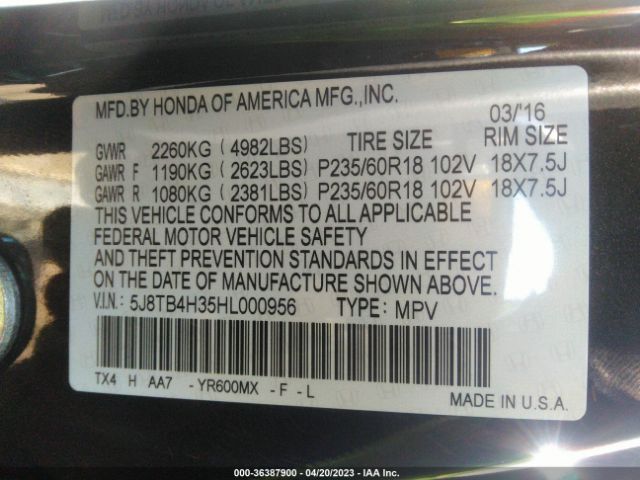 MFD.BY HONDA OF AMERICA MFG.,INC. 03/'16
GVWR 2260KG ( 4982LBS) TIRE SIZE RIM SIZE
GAWR F 1190KG ( 2623LBS) P235/60R18 102V 18X7.5J
GAWR R 1080KG ( 2381LBS) P235/60R18 102V 18X7.5J
THIS VEHICLE CONFORMS TO ALL APPLICABLE
FEDERAL MOTOR VEHICLE SAFETY
AND THEFT PREVENTION STANDARDS IN EFFECT
ON THE DATE OF MANUFACTURE SHOWN ABOVE.
V.I.N.: 5J8TB4H35HL000956 TYPE: MPV
TX4 H AA7 - YR600MX - F - L
MADE IN U.S.A.
000-36387900 - 04/20/2023 - IAA Inc.